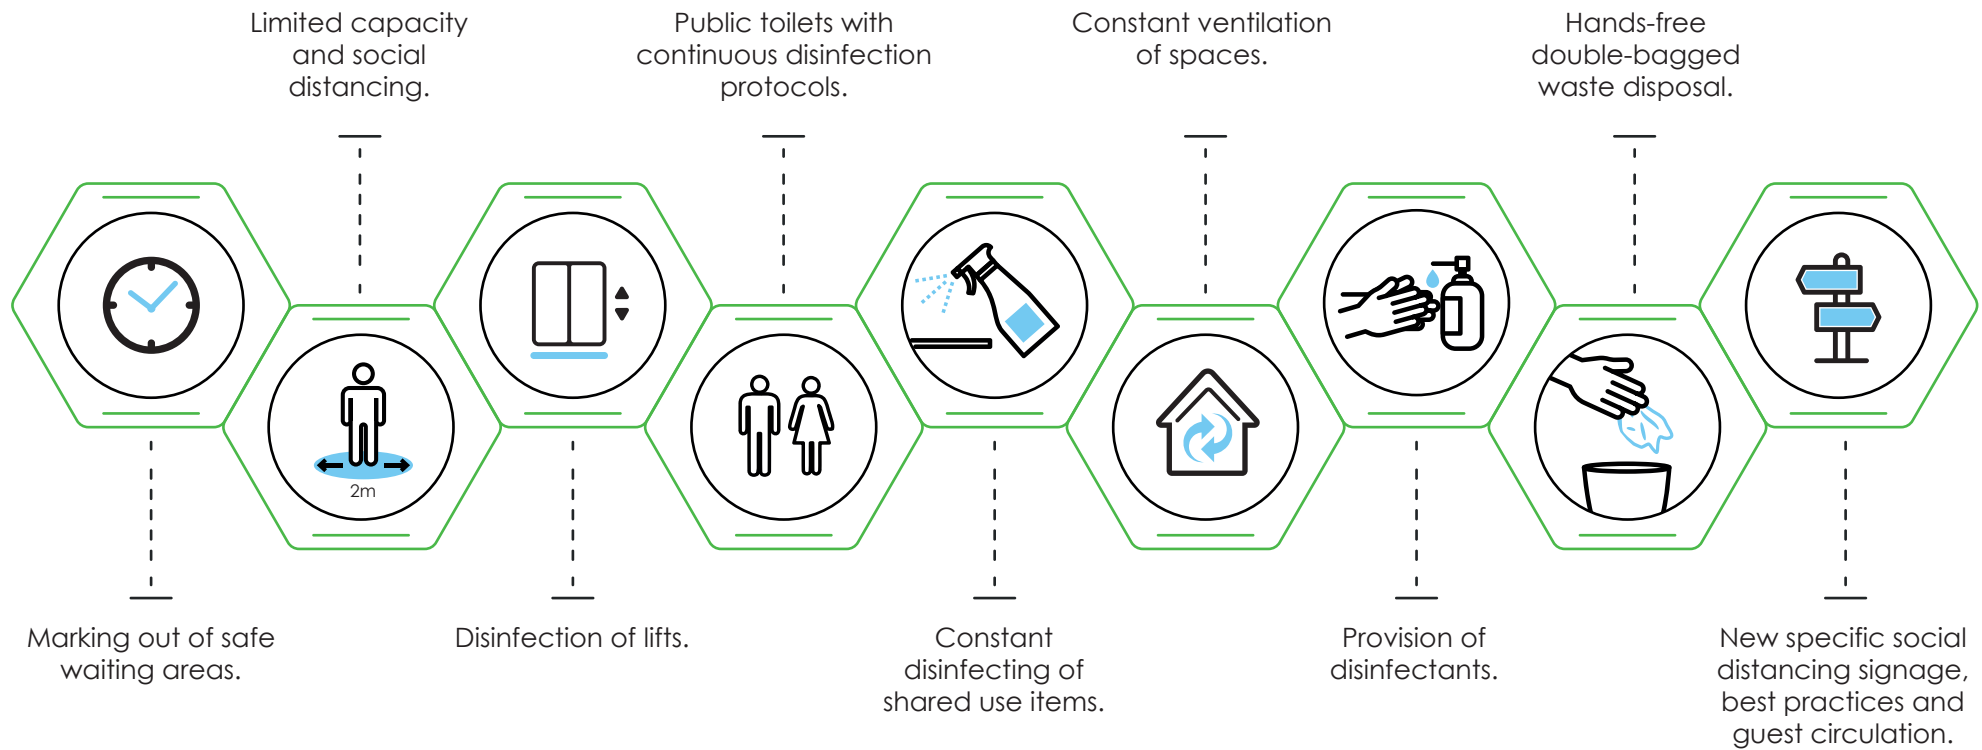 Limited capacity
and social
distancing.
Public toilets with
continuous disinfection
protocols.
Constant ventilation
of spaces.
Hands-free
double-bagged
waste disposal.
2m
Marking out of safe
waiting areas.
Disinfection of lifts.
Constant
disinfecting of
shared use items.
Provision of
disinfectants.
New specific social
distancing signage,
best practices and
guest circulation.